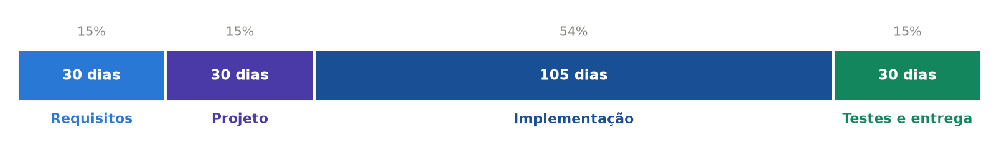 15% 15% 54% 15%
30 dias 30 dias 105 dias 30 dias
Requisitos Projeto Implementação Testes e entrega